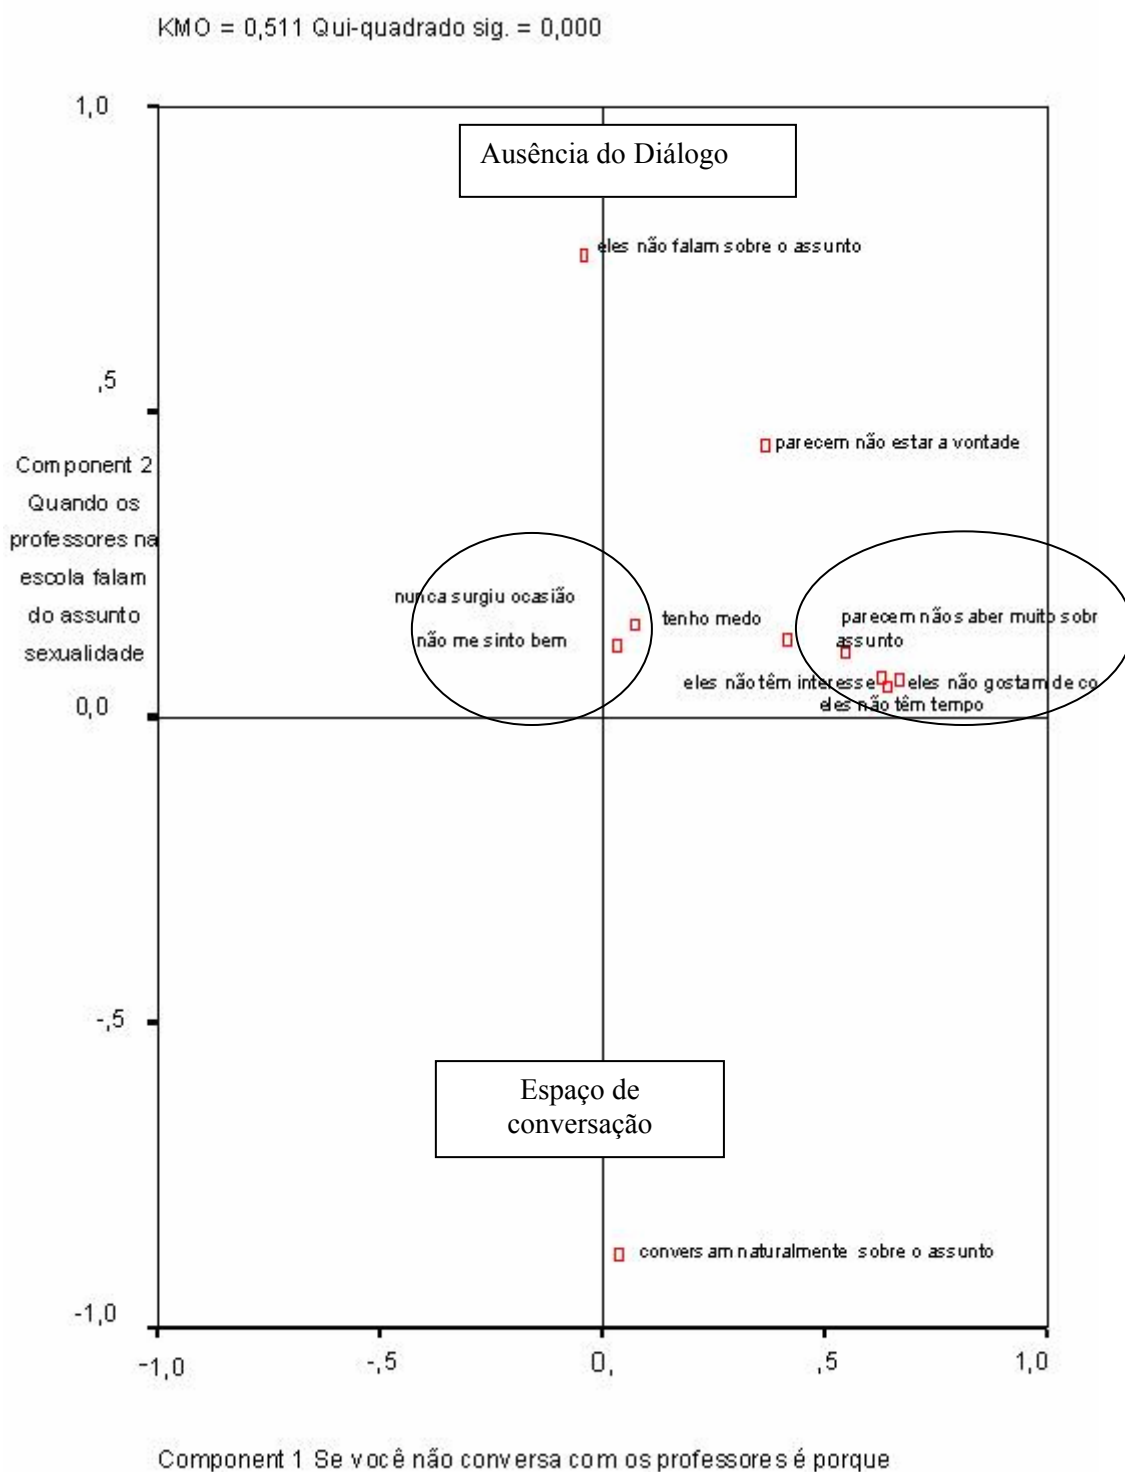 KMO = 0,511 Qui-quadrado sig. = 0,000
1,0
Ausência do Diálogo
eles não falam sobre o assunto
,5
parecem não estar a vontade
Component 2
Quando os
professores na
escola falam
do assunto
sexualidade
nunca surgiu ocasião
tenho medo
parecem não saber muito sobr
não me sinto bem
assunto
eles não têm interesse
eles não gostam de co
eles não têm tempo
0,0
-,5
Espaço de
conversação
conversam naturalmente sobre o assunto
-1,0
-1,0
-,5
0,
,5
1,0
Component 1 Se você não conversa com os professores é porque